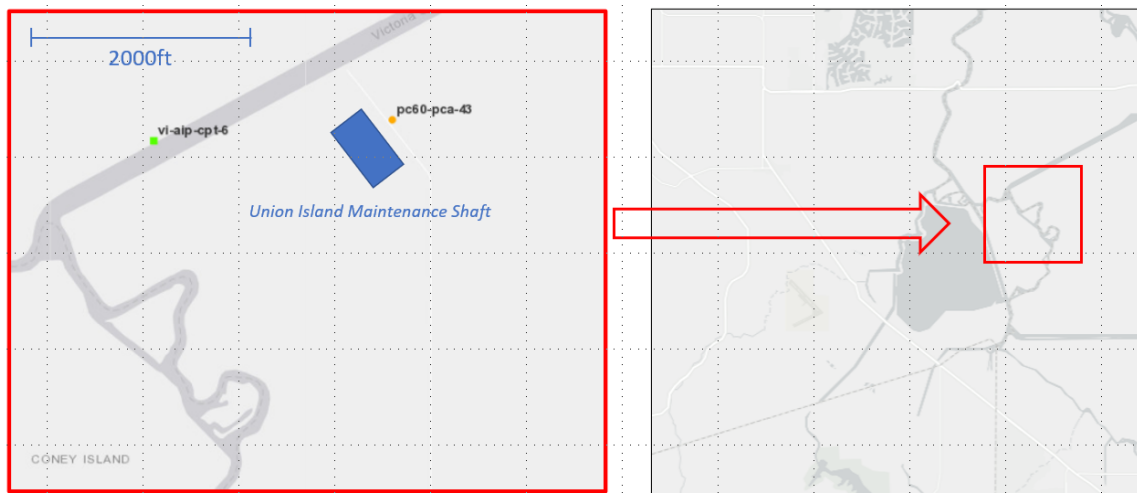 Victoria
2000ft
pc60-pca-43
vi-aip-cpt-6
Union Island Maintenance Shaft
CONEY ISLAND